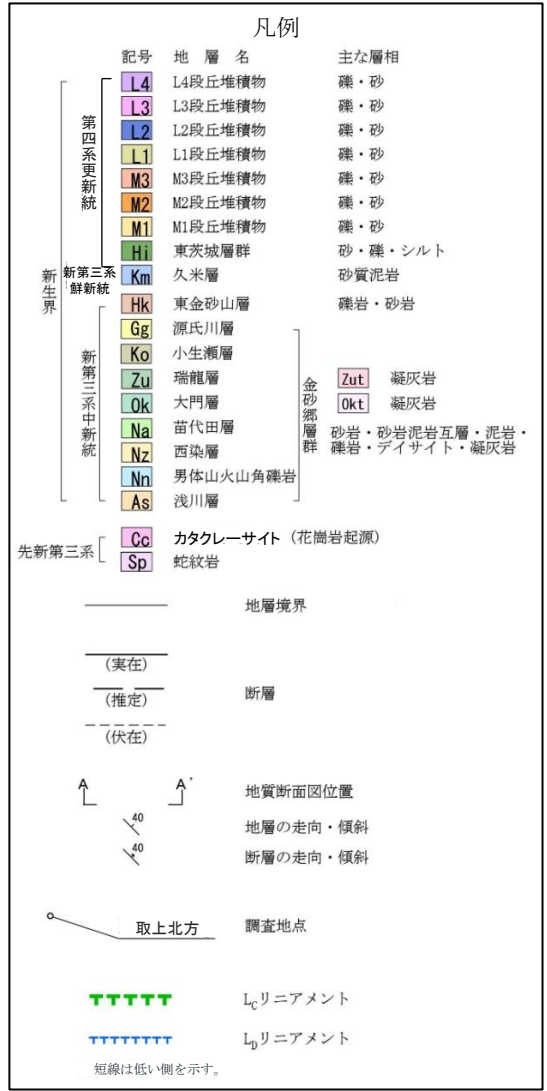 凡例
記号 地層名 主な層相
L4 L4段丘堆積物 礫・砂
L3 L3段丘堆積物 礫・砂
L2 L2段丘堆積物 礫・砂
L1 L1段丘堆積物 礫・砂
M3 M3段丘堆積物 礫・砂
M2 M2段丘堆積物 礫・砂
M1 M1段丘堆積物 礫・砂
Hi 東茨城層群 砂・礫・シルト
Km 久米層 砂質泥岩
Hk 東金砂山層 礫岩・砂岩
Gg 源氏川層
Ko 小生瀬層
Zu 瑞龍層
Ok 大門層
Na 苗代田層
Nz 西染層
Nn 男体山火山角礫岩
As 浅川層
新生界
第四系更新統
新第三系
鮮新統
新第三系中新統
金砂郷層群
Zut 凝灰岩
Okt 凝灰岩
砂岩・砂岩泥岩互層・泥岩・
礫岩・デイサイト・凝灰岩
先新第三系
Cc カタクレーサイト (花崗岩起源)
Sp 蛇紋岩
地層境界
(実在)
(推定) 断層
(伏在)
A A' 地質断面図位置
40 地層の走向・傾斜
40 断層の走向・傾斜
取上北方 調査地点
LCリニアメント
LDリニアメント
短線は低い側を示す。